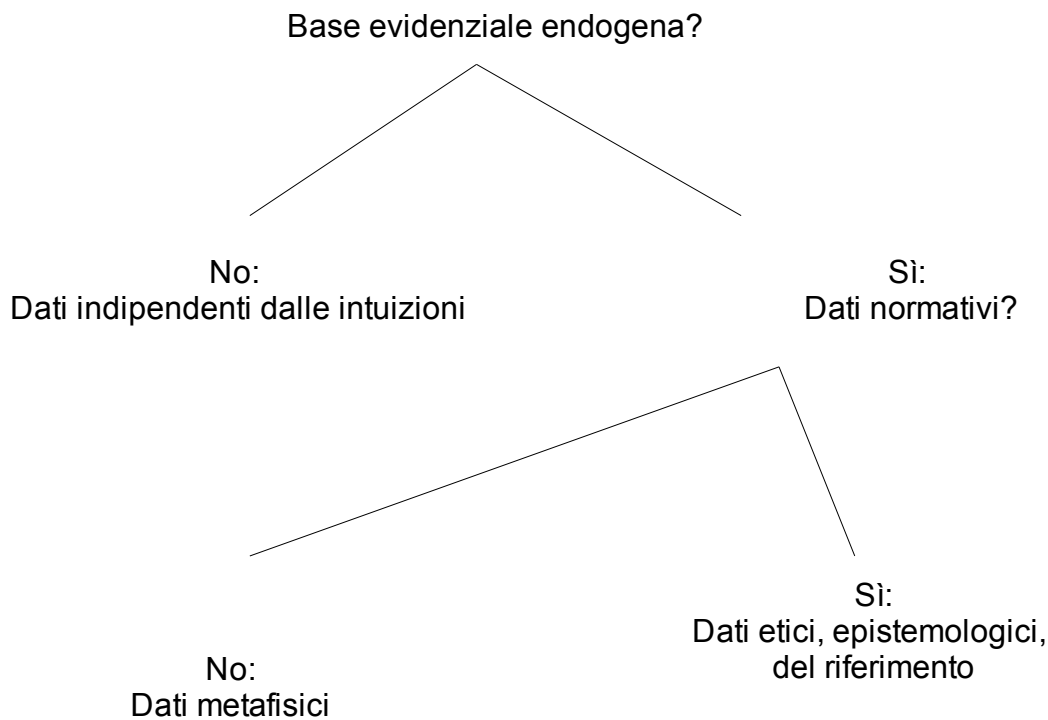 Base evidenziale endogena?
No:
Dati indipendenti dalle intuizioni
Sì:
Dati normativi?
No:
Dati metafisici
Sì:
Dati etici, epistemologici,
del riferimento